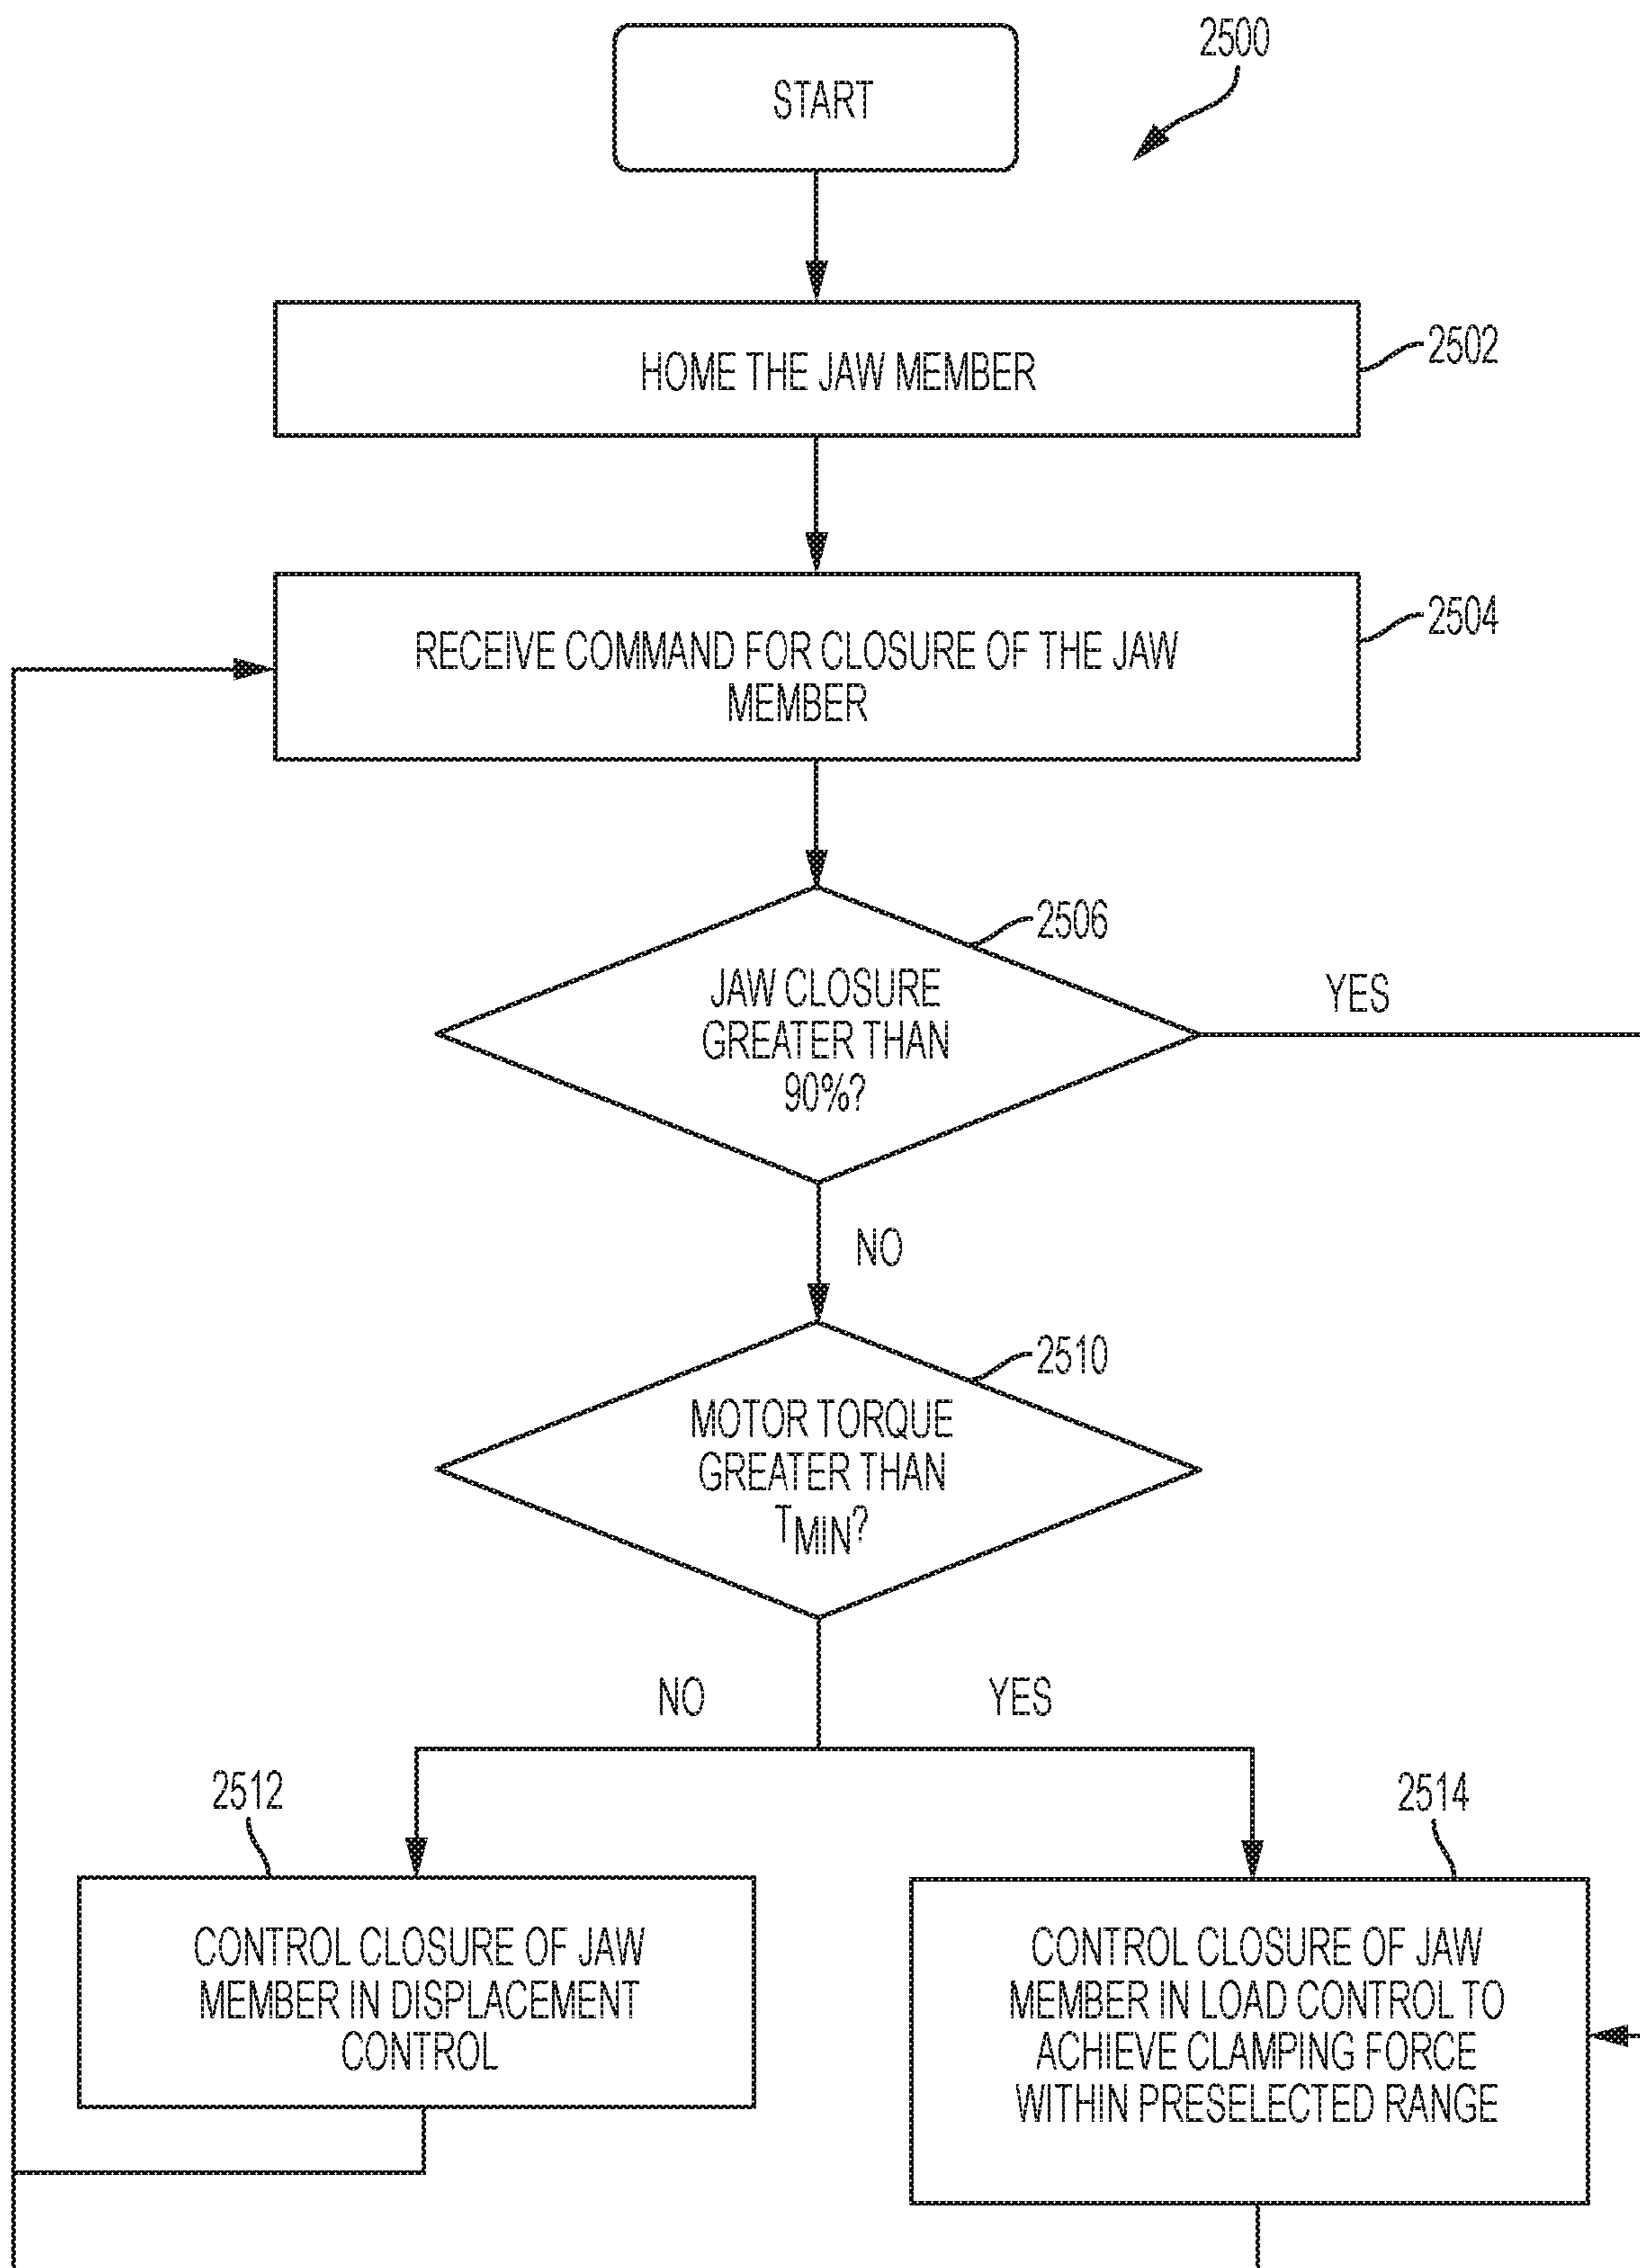 2500
START
HOME THE JAW MEMBER
2502
RECEIVE COMMAND FOR CLOSURE OF THE JAW
MEMBER
2504
2506
JAW CLOSURE
GREATER THAN
90%?
YES
NO
2510
MOTOR TORQUE
GREATER THAN
TMIN?
NO
YES
2512
2514
CONTROL CLOSURE OF JAW
MEMBER IN DISPLACEMENT
CONTROL
CONTROL CLOSURE OF JAW
MEMBER IN LOAD CONTROL TO
ACHIEVE CLAMPING FORCE
WITHIN PRESELECTED RANGE